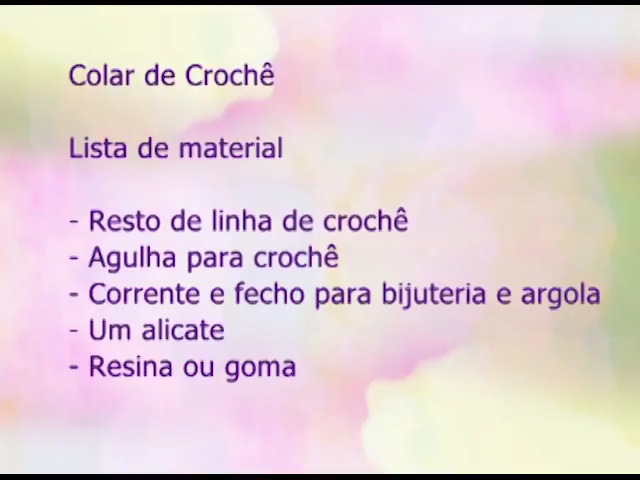 Colar de Crochê
Lista de material
- Resto de linha de crochê
- Agulha para crochê
- Corrente e fecho para bijuteria e argola
- Um alicate
- Resina ou goma